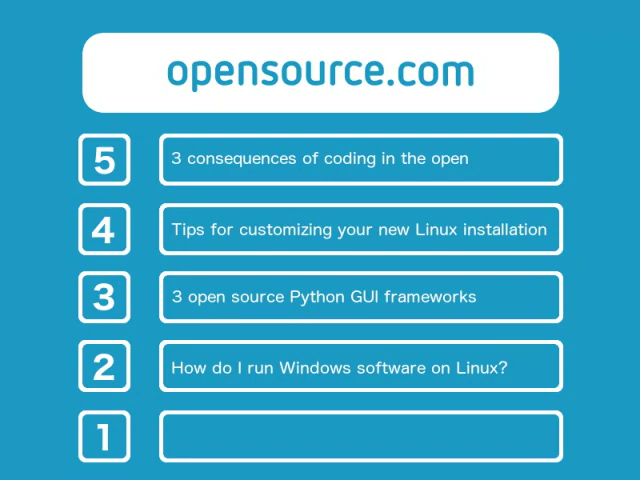 opensource.com
5
3 consequences of coding in the open
4
Tips for customizing your new Linux installation
3
3 open source Python GUI frameworks
2
How do I run Windows software on Linux?
1